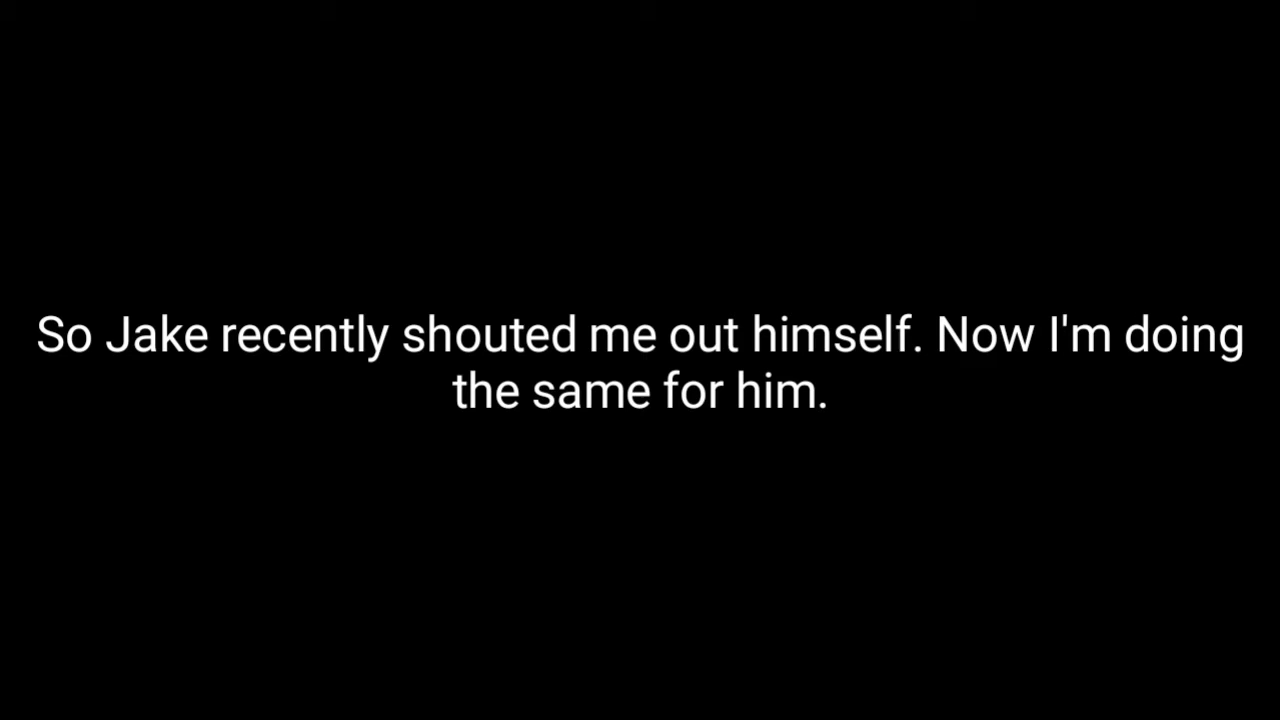 So Jake recently shouted me out himself. Now I'm doing
the same for him.